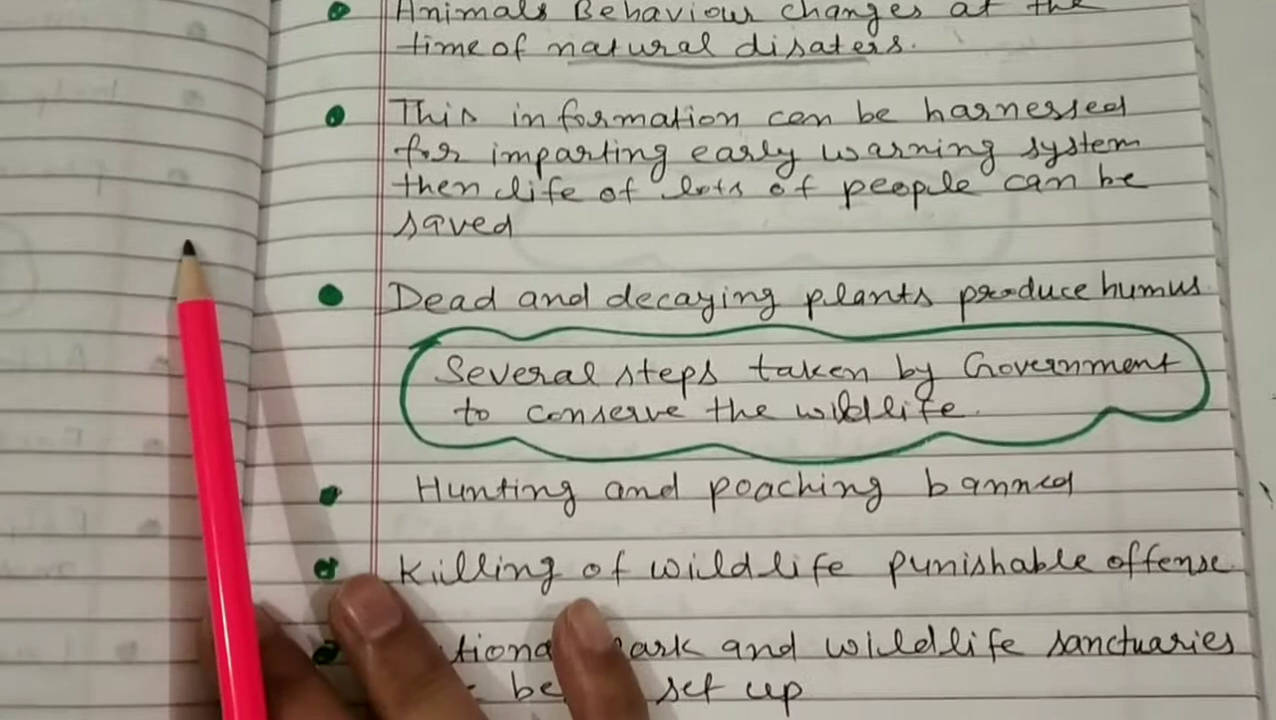 Animals Behaviour changes at the
time of natural disaters.
This information can be harnessed
for imparting early warning system
then life of lots of people can be
saved
Dead and decaying plants produce humus
Several steps taken by Government
to conserve the wildlife.
Hunting and poaching banned
Killing of wildlife punishable offense
and wildlife sanctuaries
set up